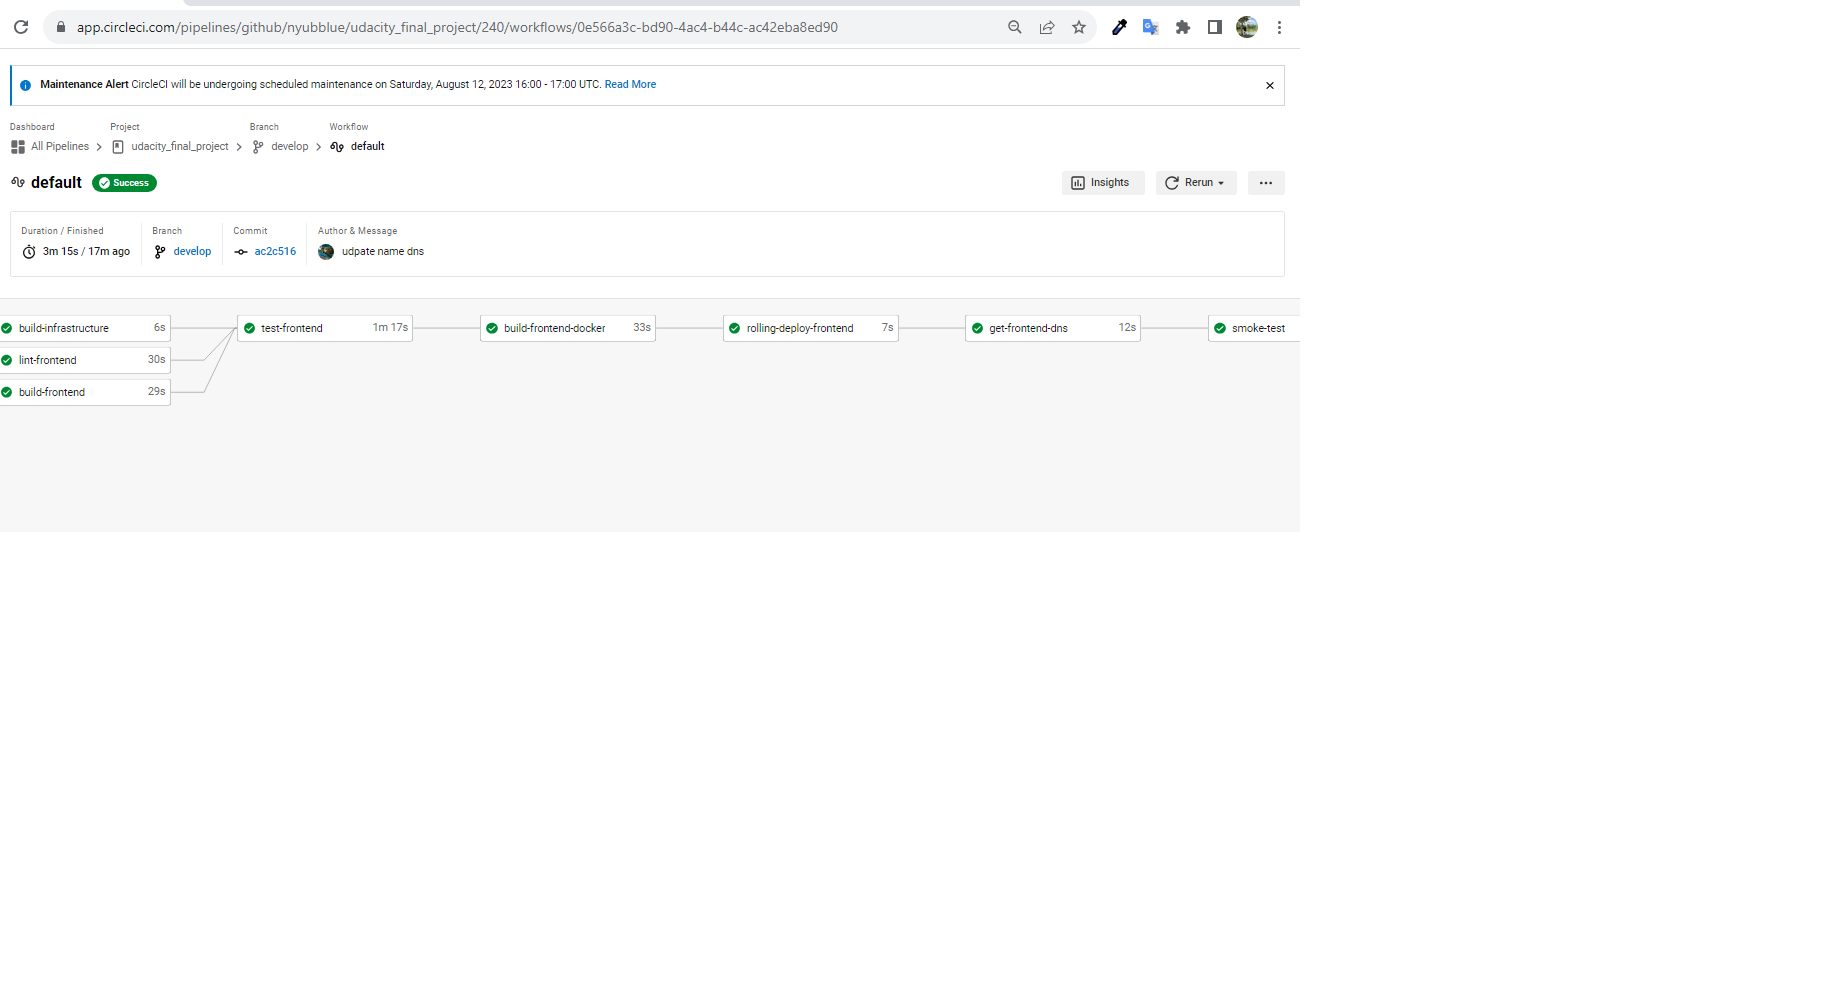 app.circleci.com/pipelines/github/nyubblue/udacity_final_project/240/workflows/0e566a3c-bd90-4ac4-b44c-ac42eba8ed90
Maintenance Alert CircleCI will be undergoing scheduled maintenance on Saturday, August 12, 2023 16:00 - 17:00 UTC. Read More
Dashboard Project Branch Workflow
All Pipelines udacity_final_project develop default
default Success Insights Rerun
Duration / Finished Branch Commit Author & Message
3m 15s / 17m ago develop ac2c516 udpate name dns
build-infrastructure 6s test-frontend 1m 17s build-frontend-docker 33s rolling-deploy-frontend 7s get-frontend-dns 12s smoke-test
lint-frontend 30s
build-frontend 29s